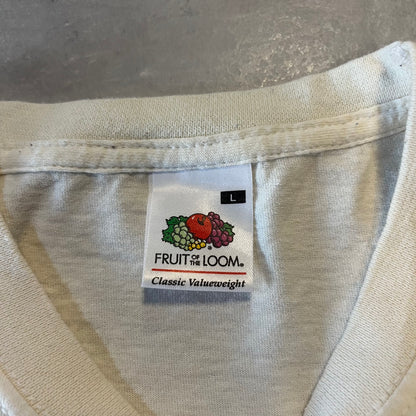 L
FRUIT OF THE LOOM®
Classic Valueweight